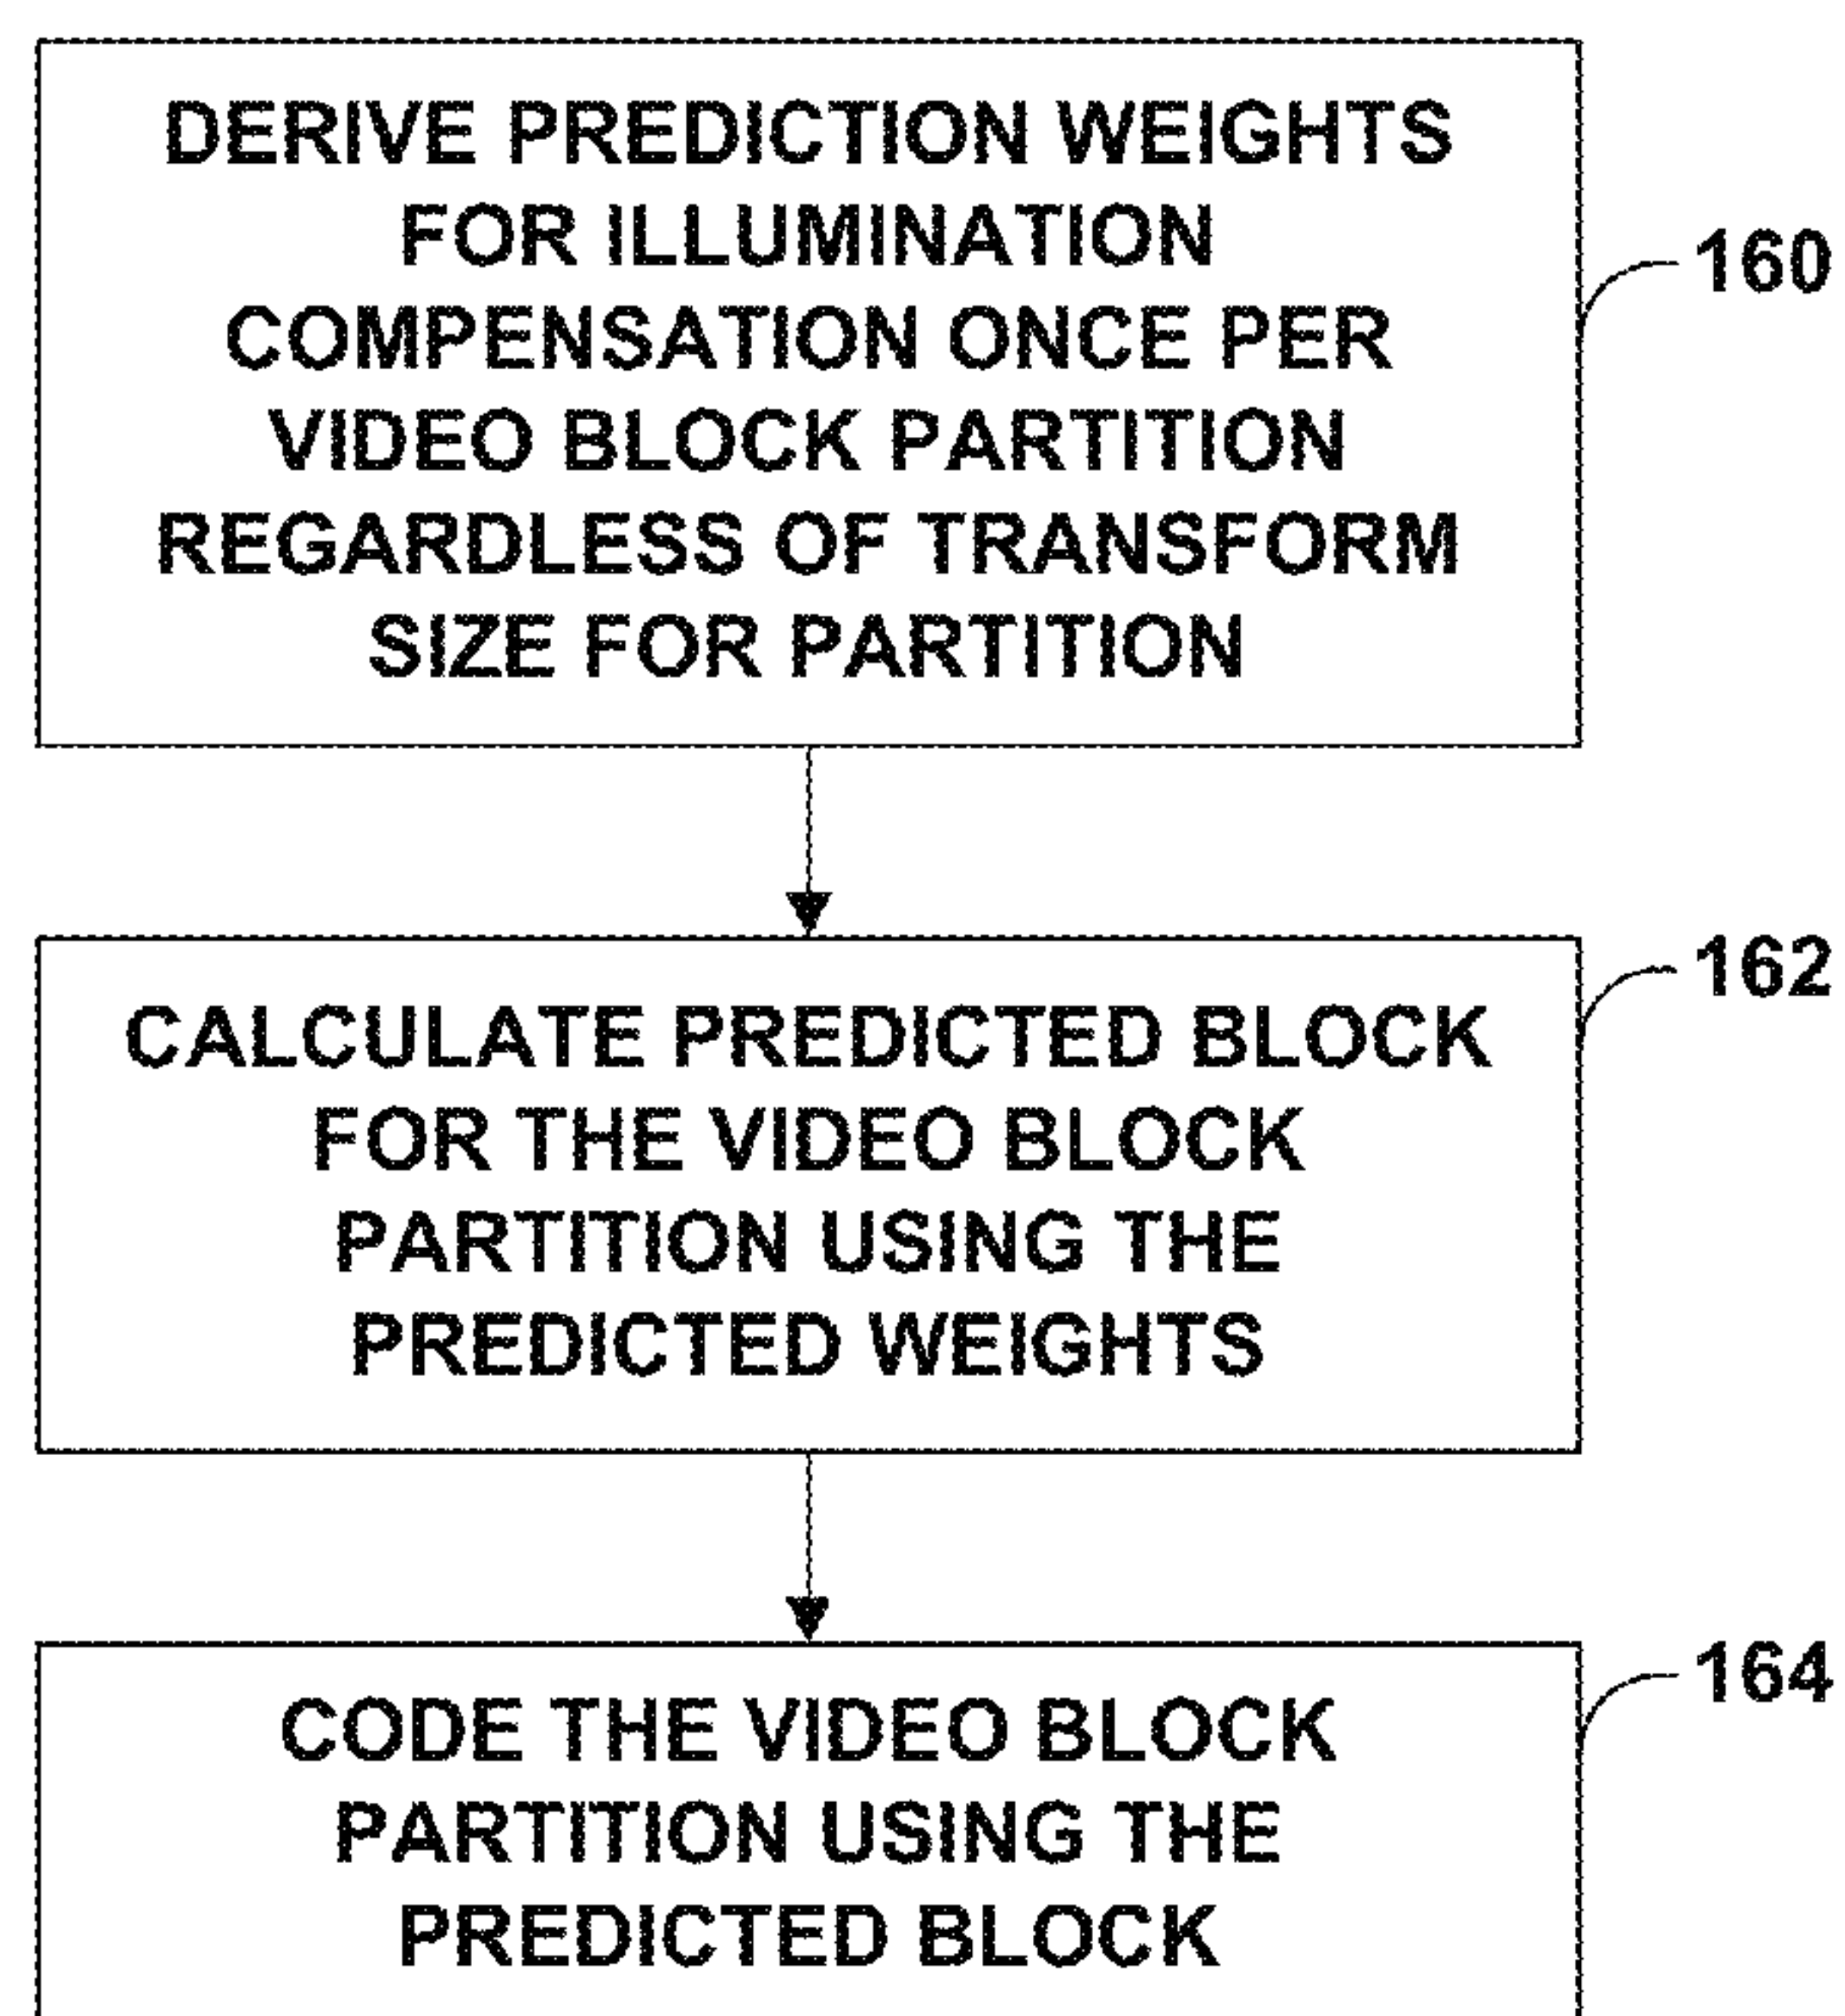 DERIVE PREDICTION WEIGHTS
FOR ILLUMINATION
COMPENSATION ONCE PER
VIDEO BLOCK PARTITION
REGARDLESS OF TRANSFORM
SIZE FOR PARTITION
160
CALCULATE PREDICTED BLOCK
FOR THE VIDEO BLOCK
PARTITION USING THE
PREDICTED WEIGHTS
162
CODE THE VIDEO BLOCK
PARTITION USING THE
PREDICTED BLOCK
164